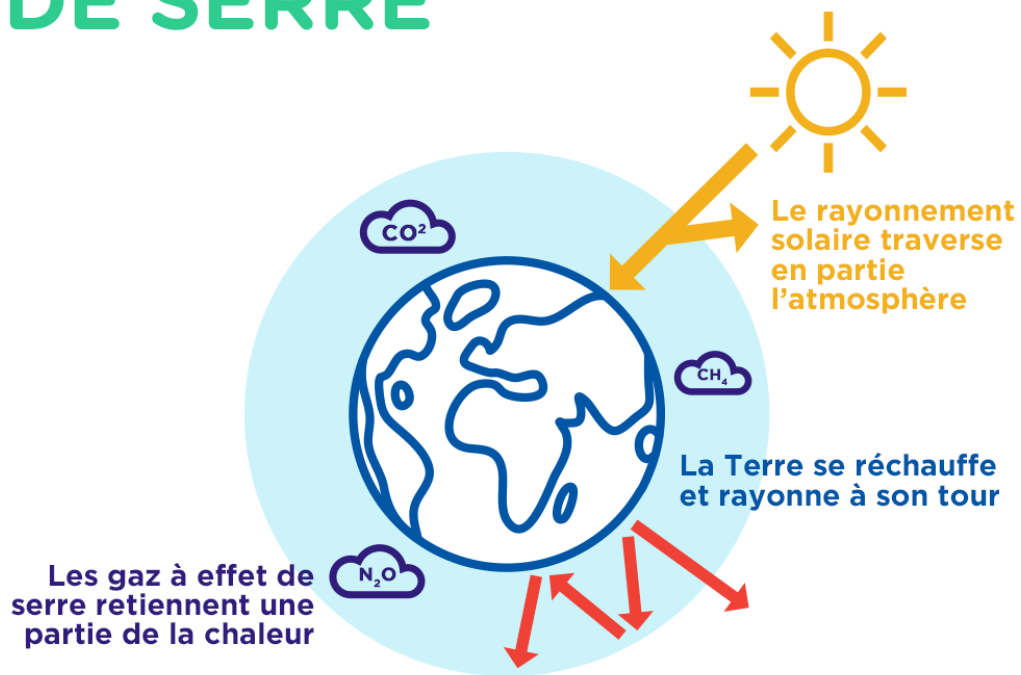 DE SERRE
CO²
Le rayonnement
solaire traverse
en partie
l'atmosphère
CH₄
La Terre se réchauffe
et rayonne à son tour
N₂O
Les gaz à effet de
serre retiennent une
partie de la chaleur